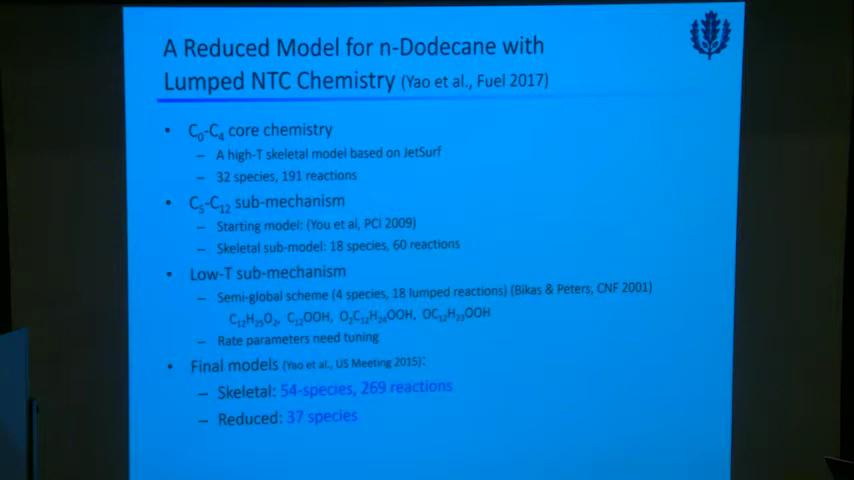 A Reduced Model for n-Dodecane with
Lumped NTC Chemistry (Yao et al., Fuel 2017)
• C₀-C₄ core chemistry
– A high-T skeletal model based on JetSurf
– 32 species, 191 reactions
• C₅-C₁₂ sub-mechanism
– Starting model: (You et al, PCI 2009)
– Skeletal sub-model: 18 species, 60 reactions
• Low-T sub-mechanism
– Semi-global scheme (4 species, 18 lumped reactions) (Bikas & Peters, CNF 2001)
C₁₂H₂₅O₂, C₁₂OOH, O₂C₁₂H₂₄OOH, OC₁₂H₂₃OOH
– Rate parameters need tuning
• Final models (Yao et al., US Meeting 2015):
– Skeletal: 54-species, 269 reactions
– Reduced: 37 species